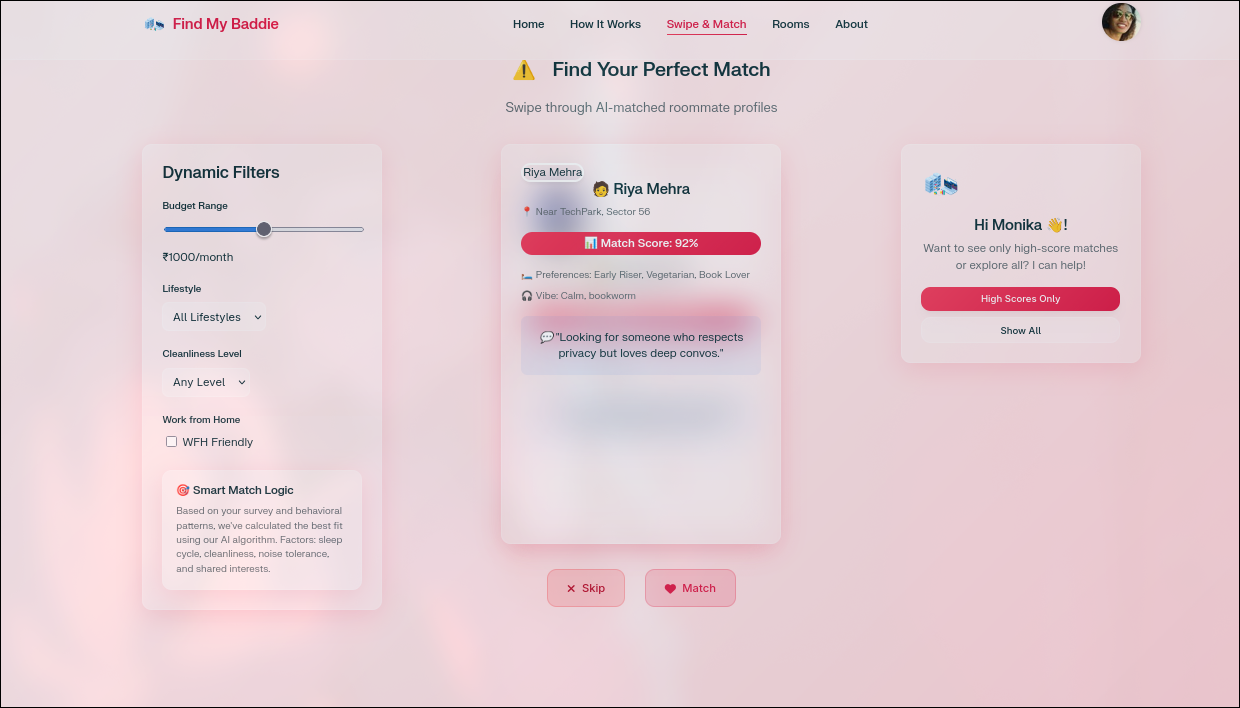 Find My Baddie
Home
How It Works
Swipe & Match
Rooms
About
Find Your Perfect Match
Swipe through AI-matched roommate profiles
Dynamic Filters
Budget Range
₹1000/month
Lifestyle
All Lifestyles
Cleanliness Level
Any Level
Work from Home
WFH Friendly
🎯 Smart Match Logic
Based on your survey and behavioral
patterns, we've calculated the best fit
using our AI algorithm. Factors: sleep
cycle, cleanliness, noise tolerance,
and shared interests.
Riya Mehra
🧑 Riya Mehra
📍 Near TechPark, Sector 56
📊 Match Score: 92%
🛏️ Preferences: Early Riser, Vegetarian, Book Lover
🎧 Vibe: Calm, bookworm
💬"Looking for someone who respects
privacy but loves deep convos."
✕ Skip
Match
Hi Monika 👋!
Want to see only high-score matches
or explore all? I can help!
High Scores Only
Show All